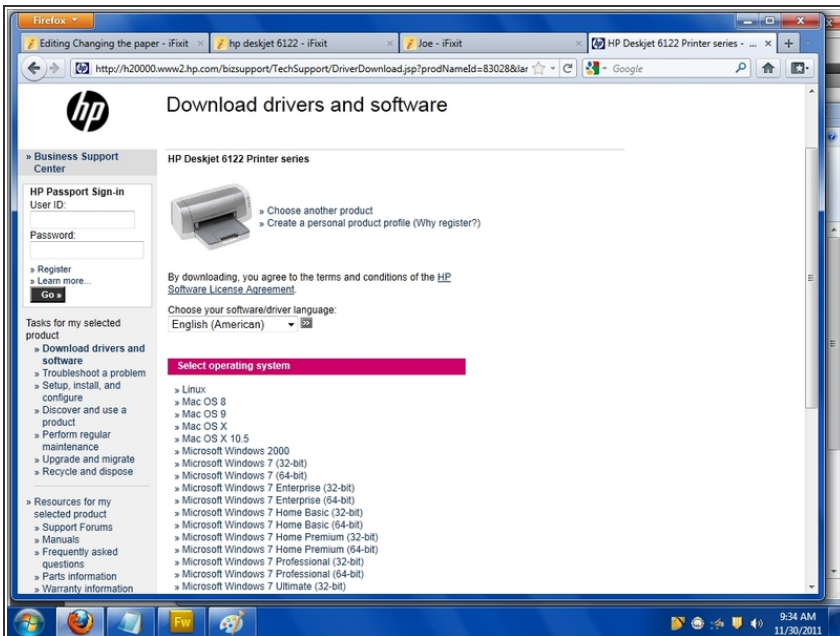 Firefox
Editing Changing the paper - iFixit
hp deskjet 6122 - iFixit
Joe - iFixit
HP Deskjet 6122 Printer series - ...
http://h20000.www2.hp.com/bizsupport/TechSupport/DriverDownload.jsp?prodNameId=83028&lar
Google
hp
Download drivers and software
» Business Support
Center
HP Passport Sign-in
User ID:
Password:
» Register
» Learn more...
Go »
Tasks for my selected
product
» Download drivers and
software
» Troubleshoot a problem
» Setup, install, and
configure
» Discover and use a
product
» Perform regular
maintenance
» Upgrade and migrate
» Recycle and dispose
» Resources for my
selected product
» Support Forums
» Manuals
» Frequently asked
questions
» Parts information
» Warranty information
HP Deskjet 6122 Printer series
» Choose another product
» Create a personal product profile (Why register?)
By downloading, you agree to the terms and conditions of the HP
Software License Agreement.
Choose your software/driver language:
English (American)
Select operating system
» Linux
» Mac OS 8
» Mac OS 9
» Mac OS X
» Mac OS X 10.5
» Microsoft Windows 2000
» Microsoft Windows 7 (32-bit)
» Microsoft Windows 7 (64-bit)
» Microsoft Windows 7 Enterprise (32-bit)
» Microsoft Windows 7 Enterprise (64-bit)
» Microsoft Windows 7 Home Basic (32-bit)
» Microsoft Windows 7 Home Basic (64-bit)
» Microsoft Windows 7 Home Premium (32-bit)
» Microsoft Windows 7 Home Premium (64-bit)
» Microsoft Windows 7 Professional (32-bit)
» Microsoft Windows 7 Professional (64-bit)
» Microsoft Windows 7 Ultimate (32-bit)
Fw
9:34 AM
11/30/2011